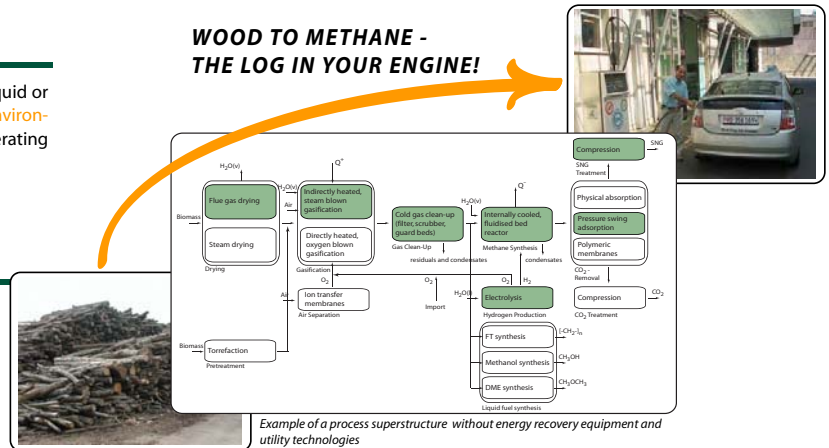 WOOD TO METHANE -
THE LOG IN YOUR ENGINE!
quid or
nviron-
erating
H2O(v)
Biomass
Flue gas drying
Steam drying
Drying
H2O(v)
Air
Q+
Indirectly heated,
steam blown
gasification
Directly heated,
oxygen blown
gasification
Gasification
O2
Air
Ion transfer
membranes
Air Separation
Biomass
Torrefaction
Pretreatment
Cold gas clean-up
(filter, scrubber,
guard beds)
Gas Clean-Up
residuals and condensates
H2O(v)
Q-
Internally cooled,
fluidised bed
reactor
Methane Synthesis
condensates
O2
Import
O2
H2
H2O(l)
Electrolysis
Hydrogen Production
FT synthesis
[-CH2-]n
Methanol synthesis
CH3OH
DME synthesis
CH3OCH3
Liquid fuel synthesis
Compression
SNG
SNG
Treatment
Physical absorption
Pressure swing
adsorption
Polymeric
membranes
CO2 -
Removal
Compression
CO2
CO2 Treatment
Example of a process superstructure without energy recovery equipment and
utility technologies